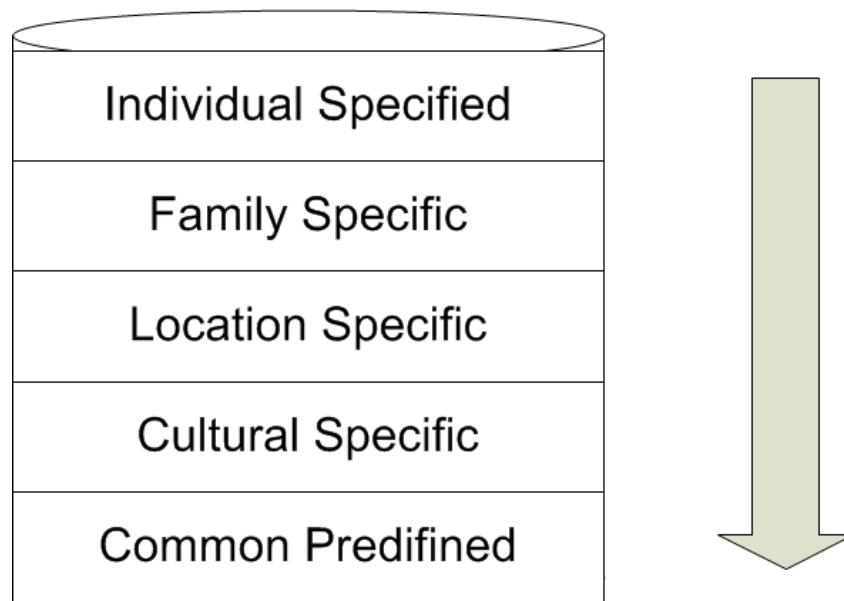 Individual Specified
Family Specific
Location Specific
Cultural Specific
Common Predifined